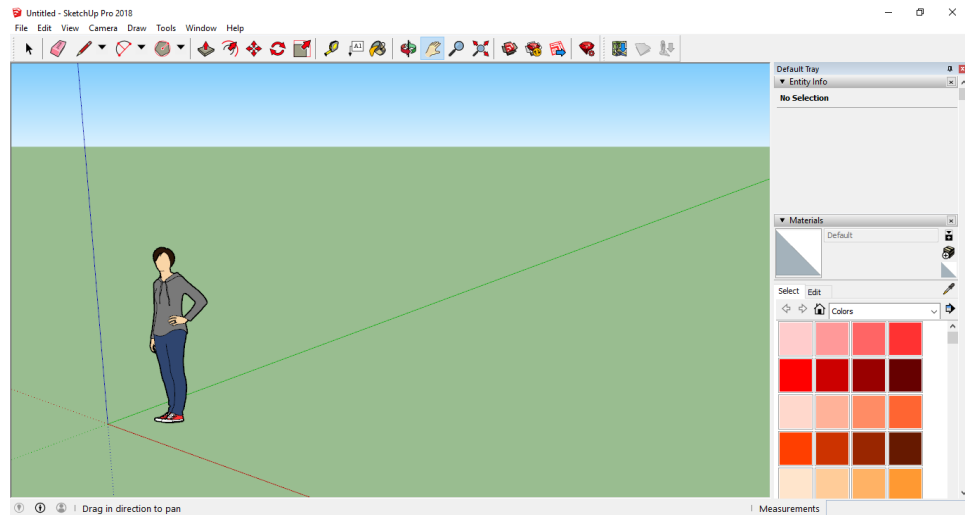 Untitled - SketchUp Pro 2018
File Edit View Camera Draw Tools Window Help
A1
Default Tray
Entity Info
No Selection
Materials
Default
Select Edit
Colors
Drag in direction to pan
Measurements